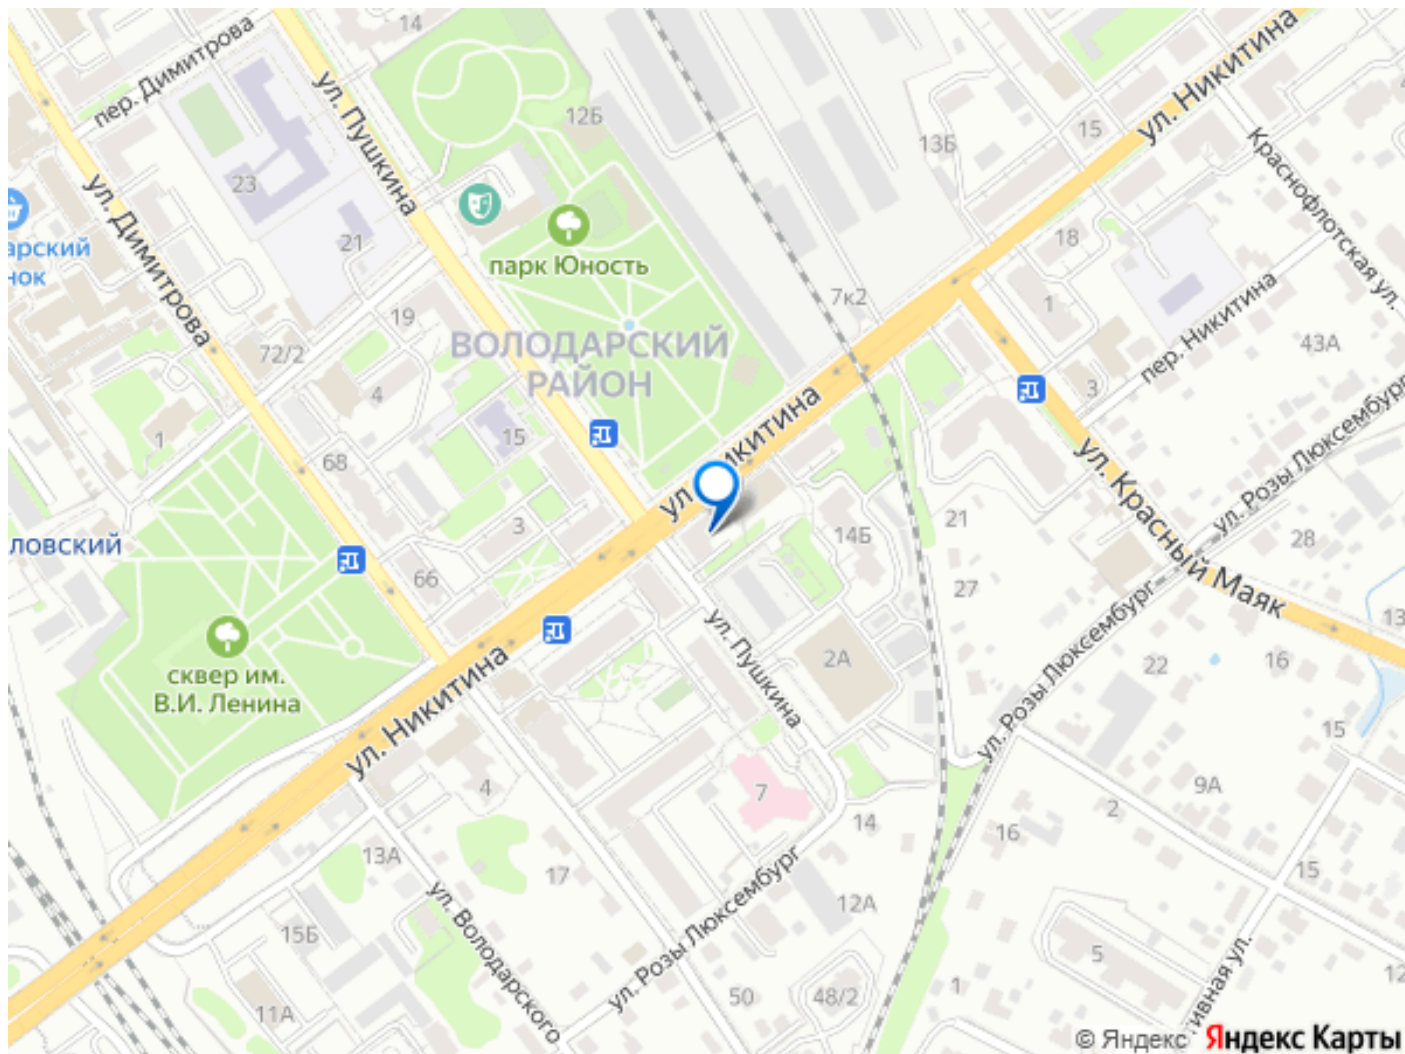 14
ул. Никитина
пер. Димитрова
12Б
15
13Б
ул. Пушкина
Краснофлотская ул.
23
ул. Димитрова
21
18
парк Юность
7к2
1
пер. Никитина
19
ВОЛОДАРСКИЙ
РАЙОН
43А
72/2
4
3
ул. Розы Люксембург
1
15
68
ул. Никитина
ул. Красный Маяк
3
21
14Б
28
66
27
ул. Пушкина
2А
22
16
13
сквер им.
В.И. Ленина
ул. Никитина
ул. Розы Люксембург
15
4
7
9А
2
14
16
13А
17
15
ул. Володарского
12А
ул. Розы Люксембург
15Б
5
50
48/2
1
12
11А
© Яндекс Яндекс Карты